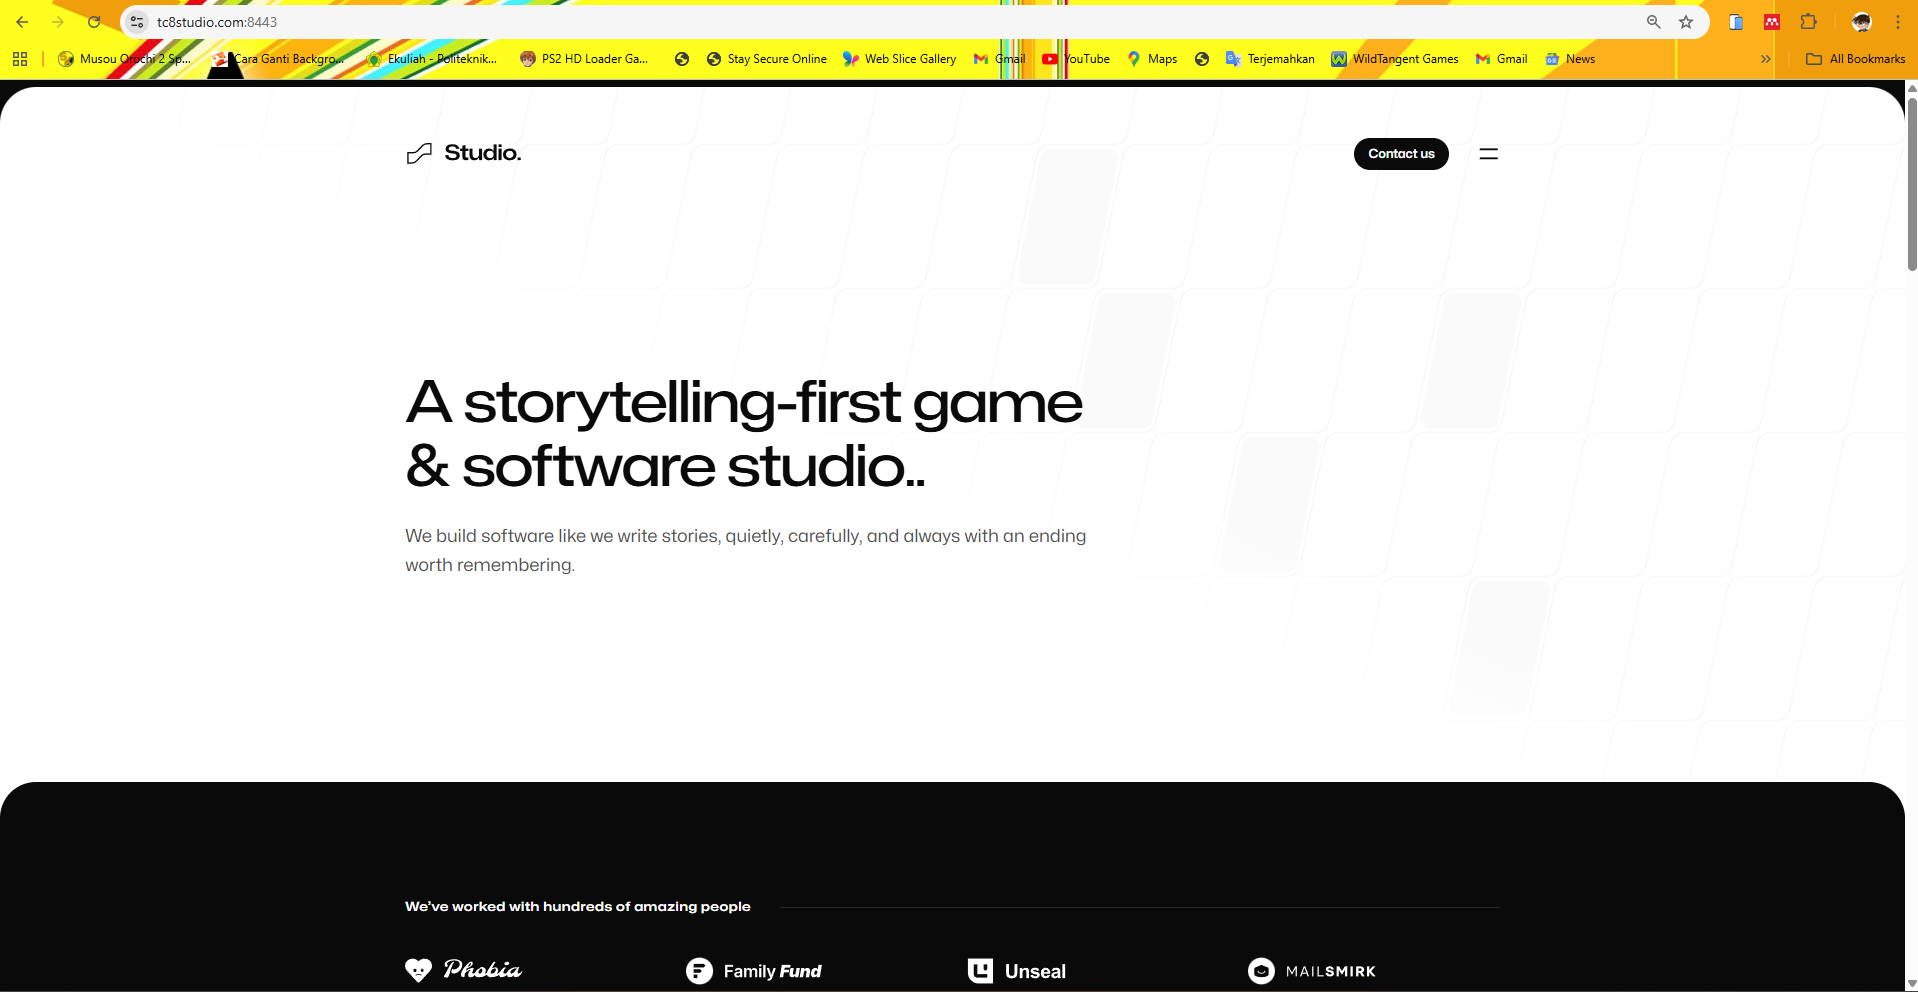 tc8studio.com:8443
Musou Orochi 2 Sp...
Cara Ganti Backgro...
Ekuliah - Politeknik...
PS2 HD Loader Ga...
Stay Secure Online
Web Slice Gallery
Gmail
YouTube
Maps
Terjemahkan
WildTangent Games
Gmail
News
All Bookmarks
Studio.
Contact us
A storytelling-first game
& software studio..
We build software like we write stories, quietly, carefully, and always with an ending
worth remembering.
We've worked with hundreds of amazing people
Phobia
Family Fund
Unseal
MAILSMIRK